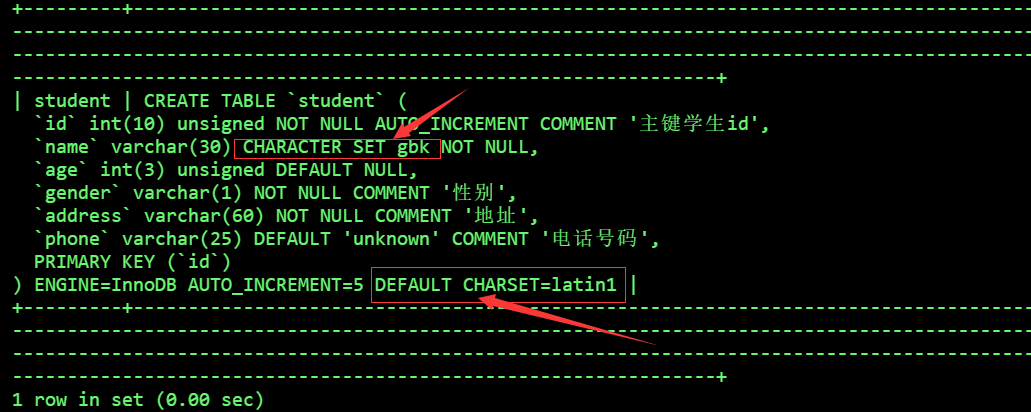 | student | CREATE TABLE `student` (
`id` int(10) unsigned NOT NULL AUTO_INCREMENT COMMENT '主键学生id',
`name` varchar(30) CHARACTER SET gbk NOT NULL,
`age` int(3) unsigned DEFAULT NULL,
`gender` varchar(1) NOT NULL COMMENT '性别',
`address` varchar(60) NOT NULL COMMENT '地址',
`phone` varchar(25) DEFAULT 'unknown' COMMENT '电话号码',
PRIMARY KEY (`id`)
) ENGINE=InnoDB AUTO_INCREMENT=5 DEFAULT CHARSET=latin1 |
1 row in set (0.00 sec)